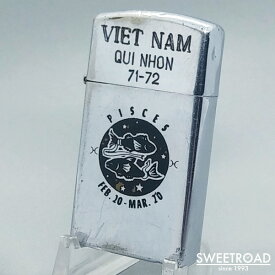 VIET NAM
QUI NHON
71-72
PISCES
FEB. 20-MAR. 20
SWEETROAD
since 1993